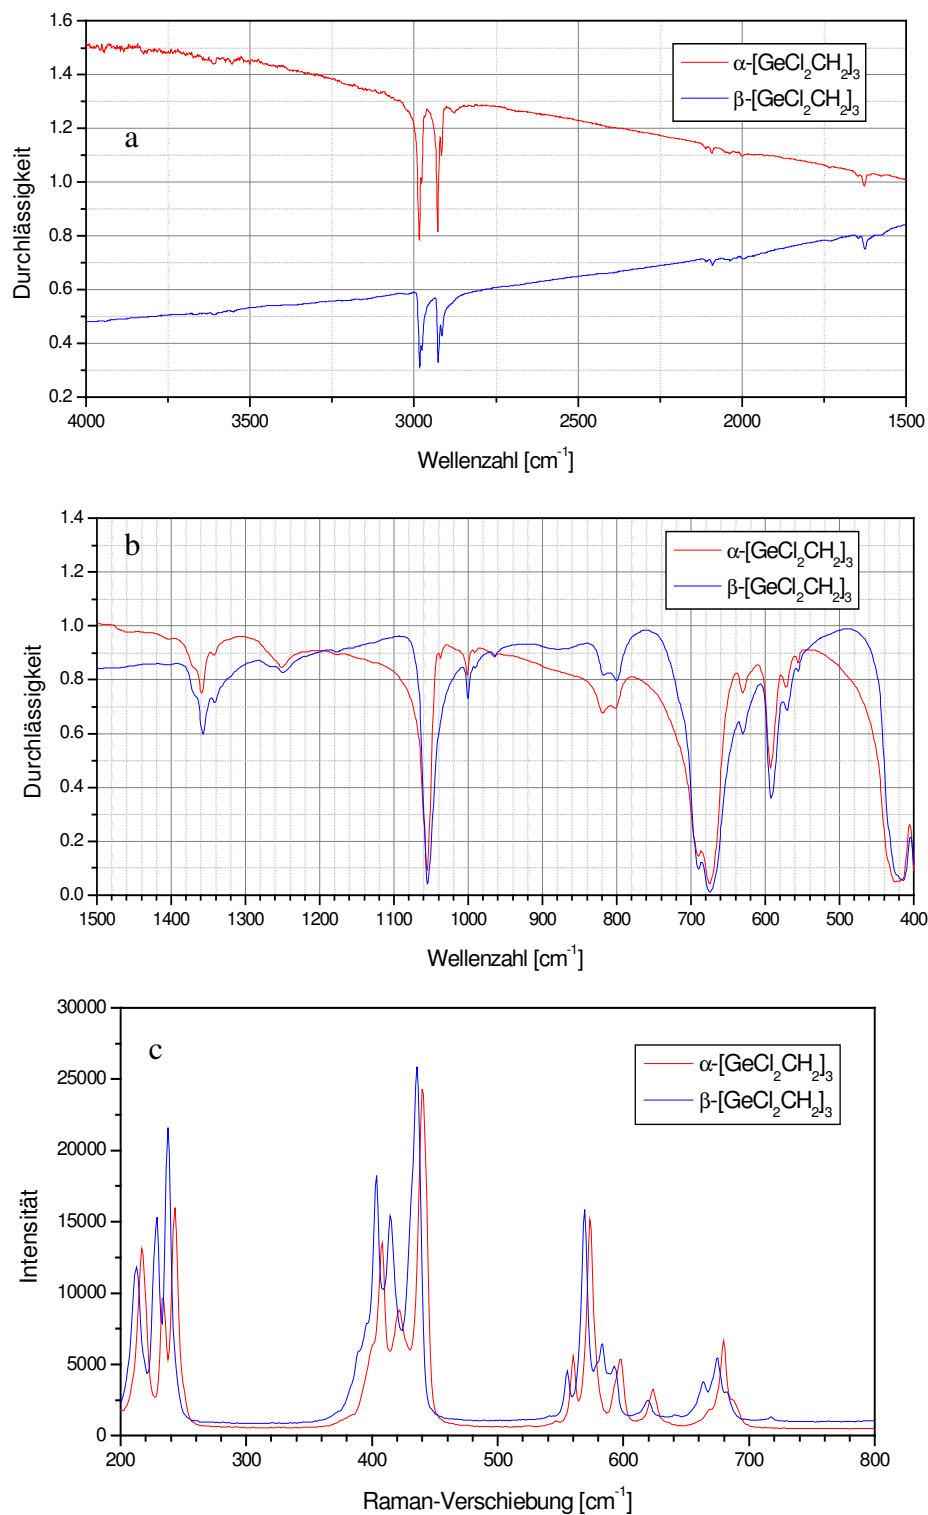 1.6
1.4
1.2
1.0
0.8
0.6
0.4
0.2
Durchlässigkeit
a
α-[GeCl₂CH₂]₃
β-[GeCl₂CH₂]₃
4000 3500 3000 2500 2000 1500
Wellenzahl [cm⁻¹]
1.4
1.2
1.0
0.8
0.6
0.4
0.2
0.0
Durchlässigkeit
b
α-[GeCl₂CH₂]₃
β-[GeCl₂CH₂]₃
1500 1400 1300 1200 1100 1000 900 800 700 600 500 400
Wellenzahl [cm⁻¹]
30000
25000
20000
15000
10000
5000
0
Intensität
c
α-[GeCl₂CH₂]₃
β-[GeCl₂CH₂]₃
200 300 400 500 600 700 800
Raman-Verschiebung [cm⁻¹]